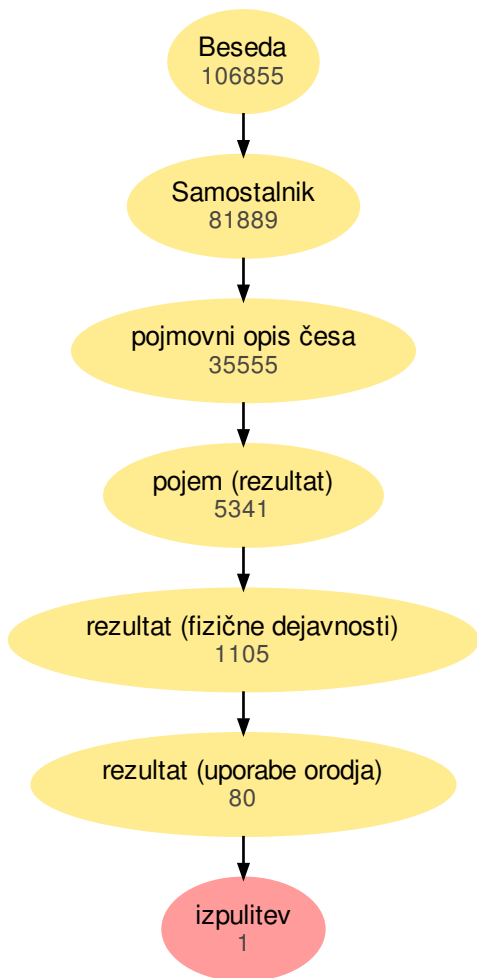 Beseda
106855
Samostalnik
81889
pojmovni opis česa
35555
pojem (rezultat)
5341
rezultat (fizične dejavnosti)
1105
rezultat (uporabe orodja)
80
izpulitev
1